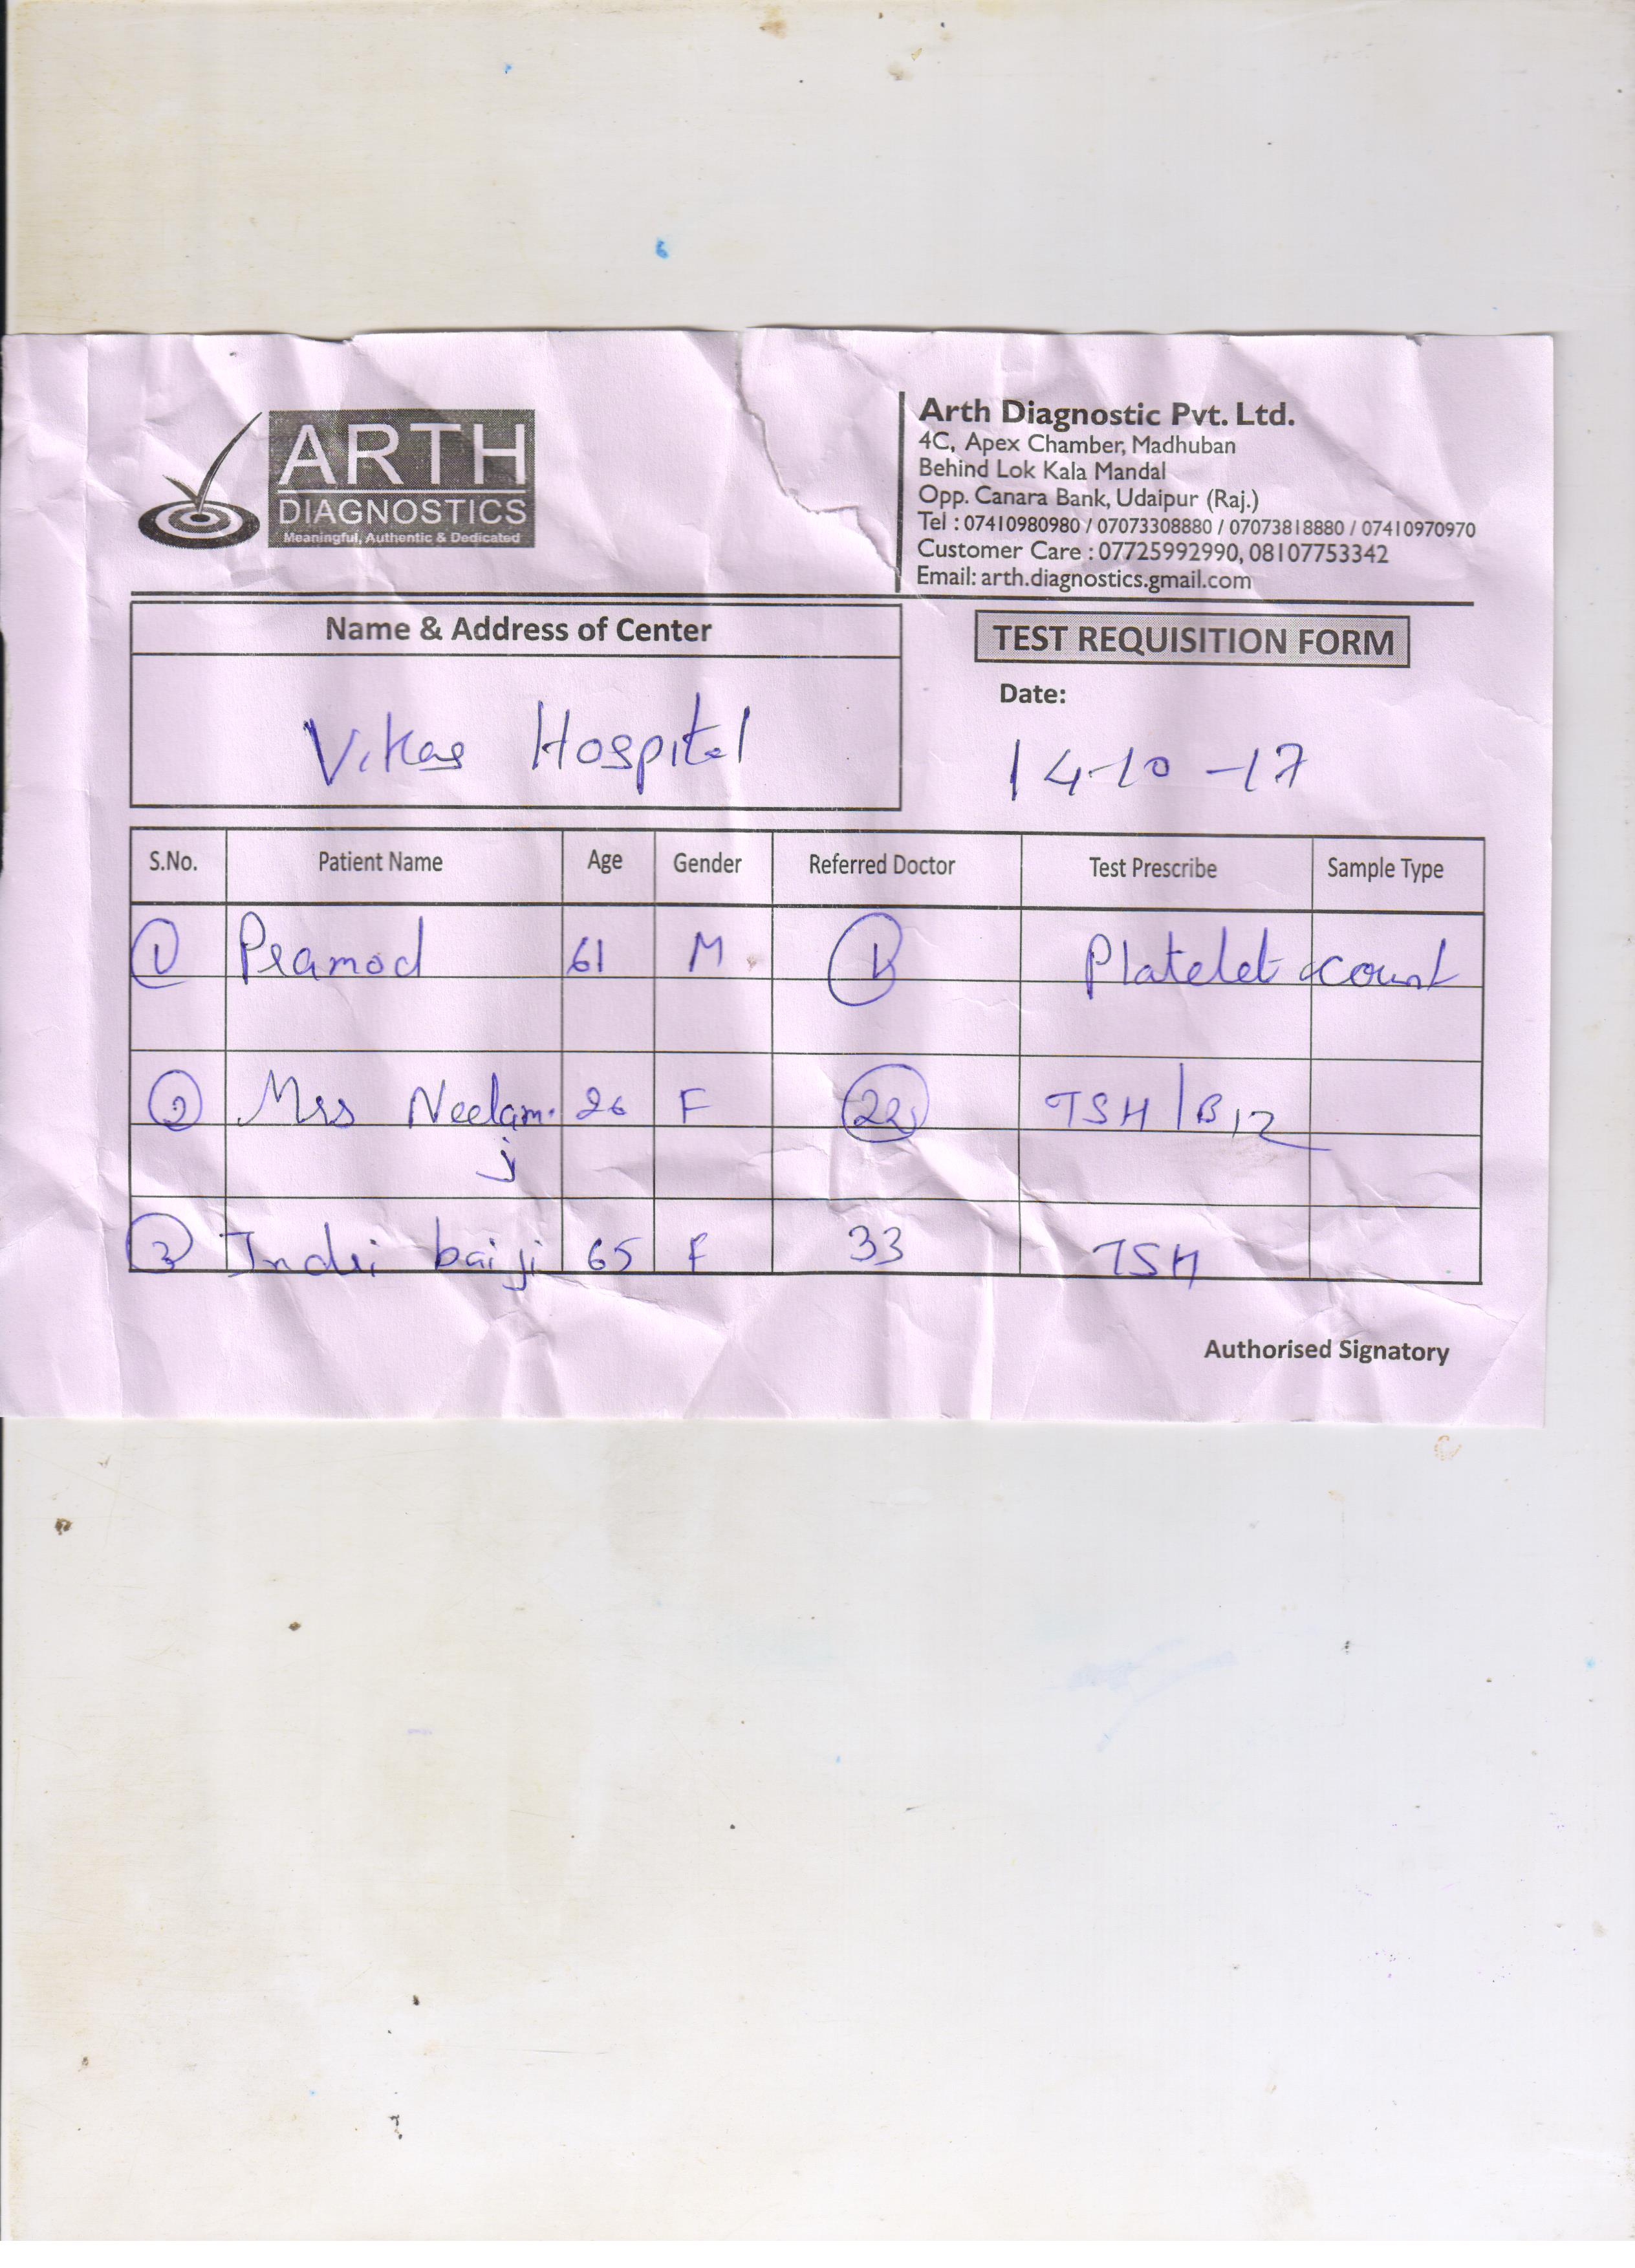 ARTH
DIAGNOSTICS
Meaningful, Authentic & Dedicated
Arth Diagnostic Pvt. Ltd.
4C, Apex Chamber, Madhuban
Behind Lok Kala Mandal
Opp. Canara Bank, Udaipur (Raj.)
Tel : 07410980980 / 07073308880 / 07073818880 / 07410970970
Customer Care : 07725992990, 08107753342
Email: arth.diagnostics.gmail.com
Name & Address of Center
Vikas Hospital
TEST REQUISITION FORM
Date:
14-10-17
S.No. Patient Name Age Gender Referred Doctor Test Prescribe Sample Type
1 Pramod 61 M 1 Platelet count
2 Mrs Neelam 26 F 22 TSH/B12
j
3 Indri bai ji 65 F 33 TSH
Authorised Signatory